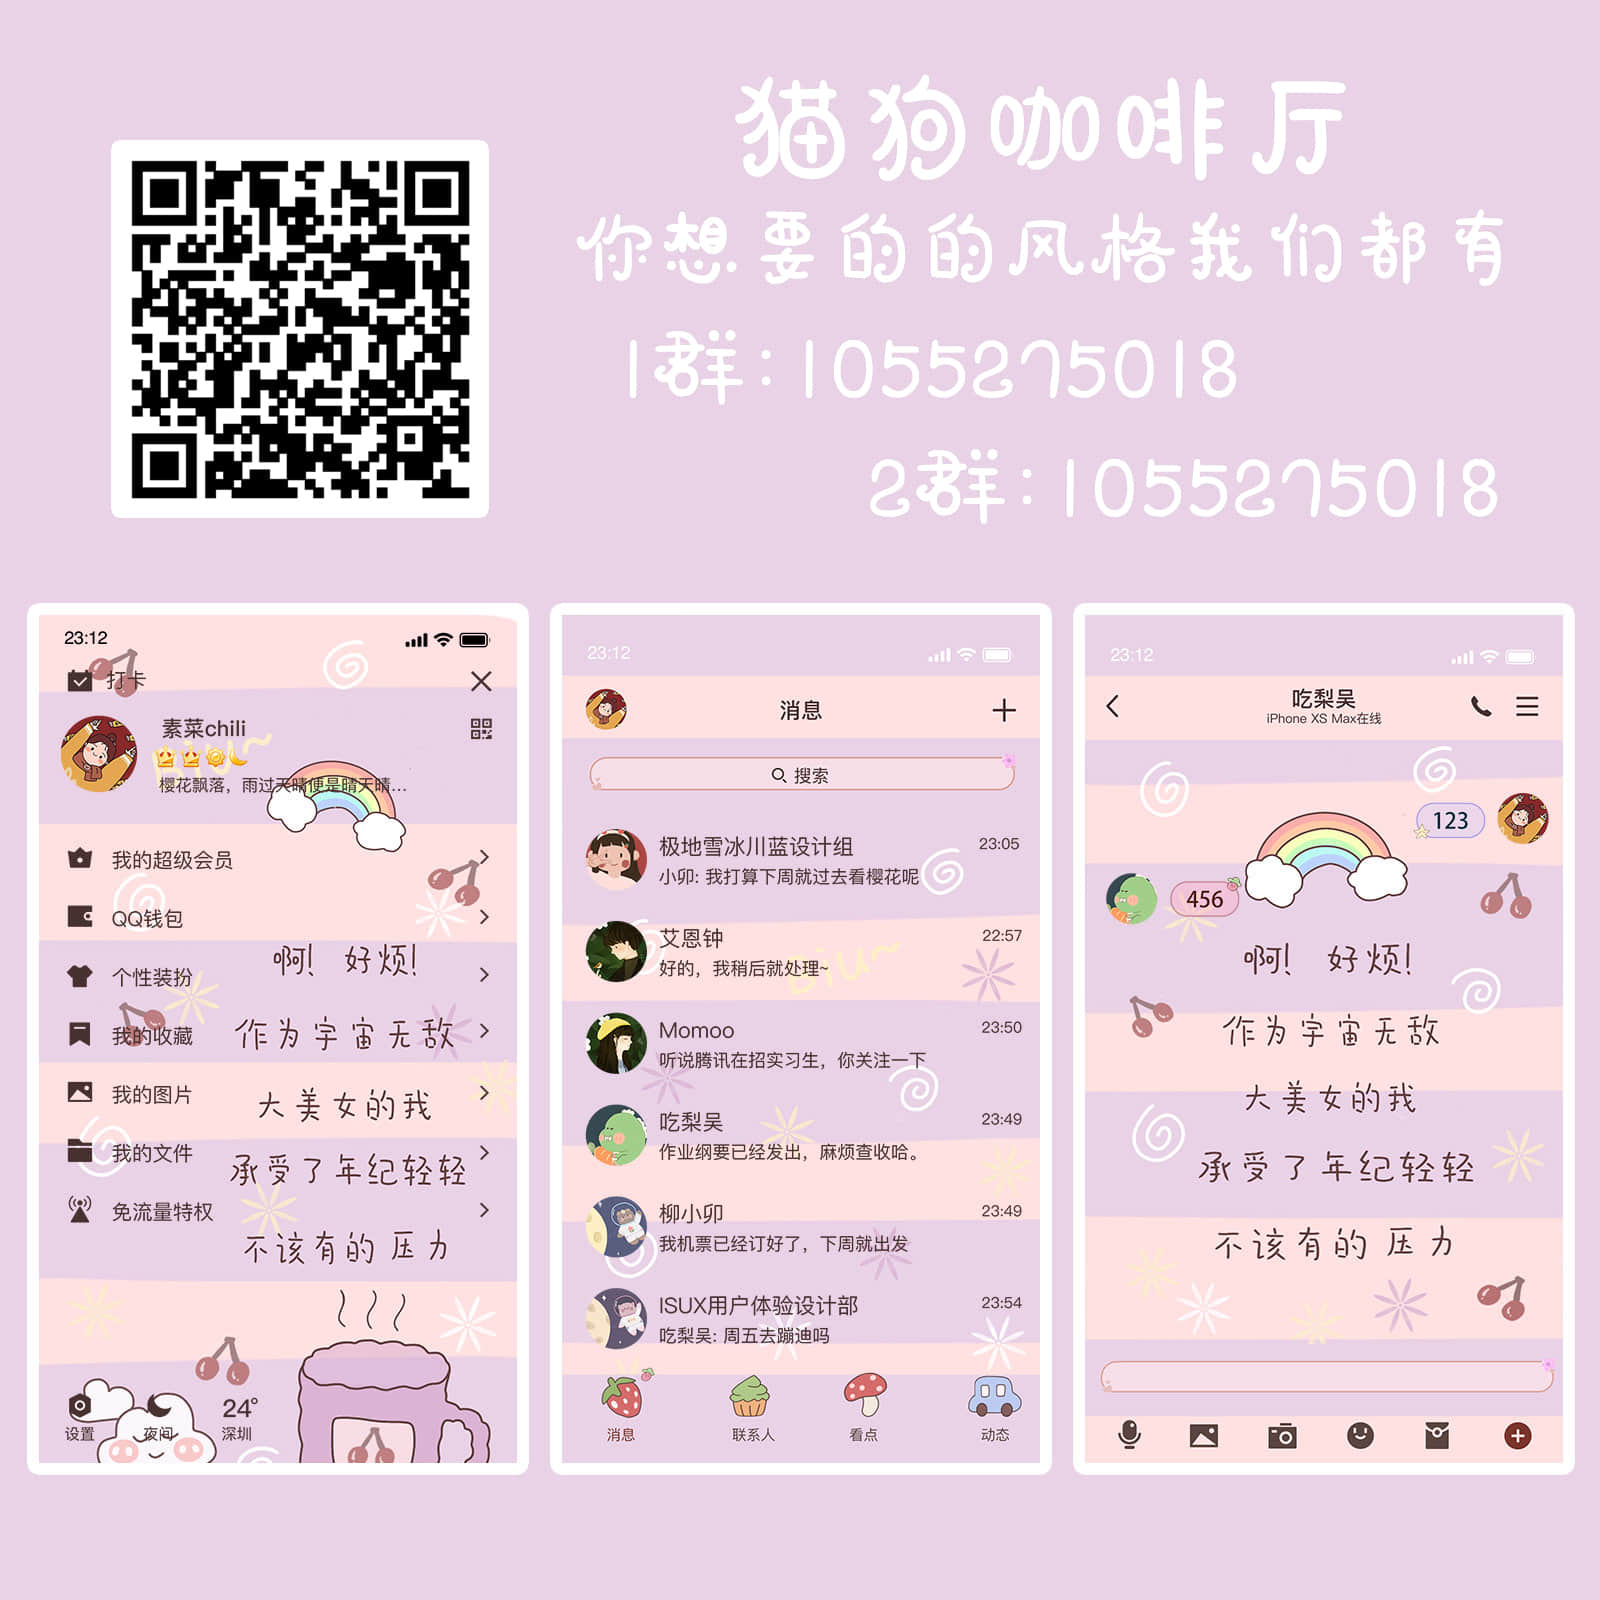 猫狗咖啡厅
你想要的的风格我们都有
1群:1055275018
2群:1055275018
23:12
打卡
素菜chili
Biu~
樱花飘落，雨过天晴便是晴天晴...
我的超级会员
QQ钱包
个性装扮
我的收藏
我的图片
我的文件
免流量特权
啊! 好烦!
作为宇宙无敌
大美女的我
承受了年纪轻轻
不该有的 压力
设置
夜间
24°
深圳
23:12
消息
搜索
极地雪冰川蓝设计组
23:05
小卯: 我打算下周就过去看樱花呢
艾恩钟
22:57
好的，我稍后就处理~
Biu~
Momoo
23:50
听说腾讯在招实习生，你关注一下
吃梨吴
23:49
作业纲要已经发出，麻烦查收哈。
柳小卯
23:49
我机票已经订好了，下周就出发
ISUX用户体验设计部
23:54
吃梨吴: 周五去蹦迪吗
消息
联系人
看点
动态
23:12
吃梨吴
iPhone XS Max在线
123
456
啊! 好烦!
作为宇宙无敌
大美女的我
承受了年纪轻轻
不该有的 压力